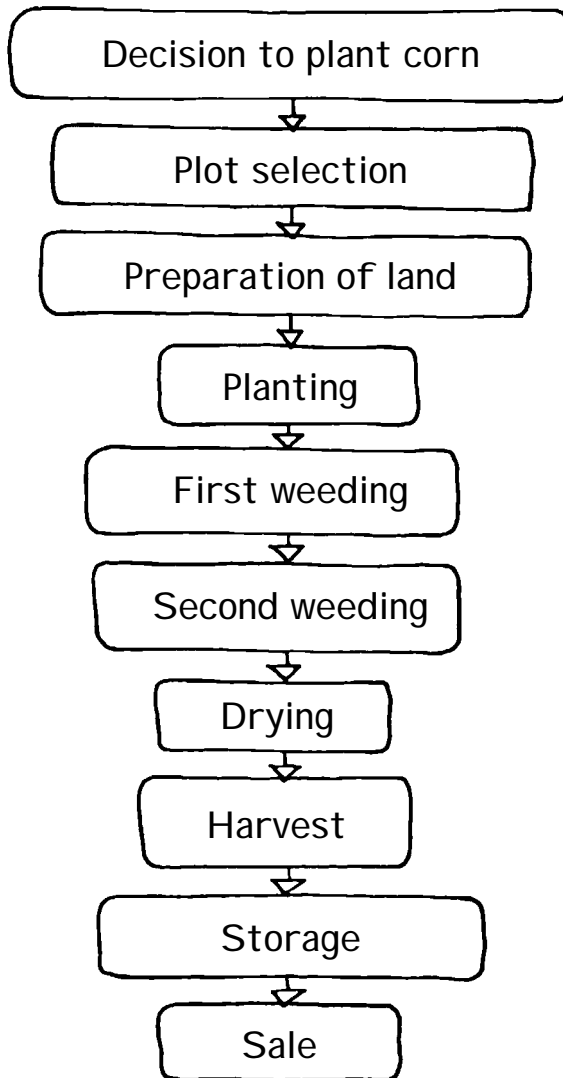 Decision to plant corn
Plot selection
Preparation of land
Planting
First weeding
Second weeding
Drying
Harvest
Storage
Sale